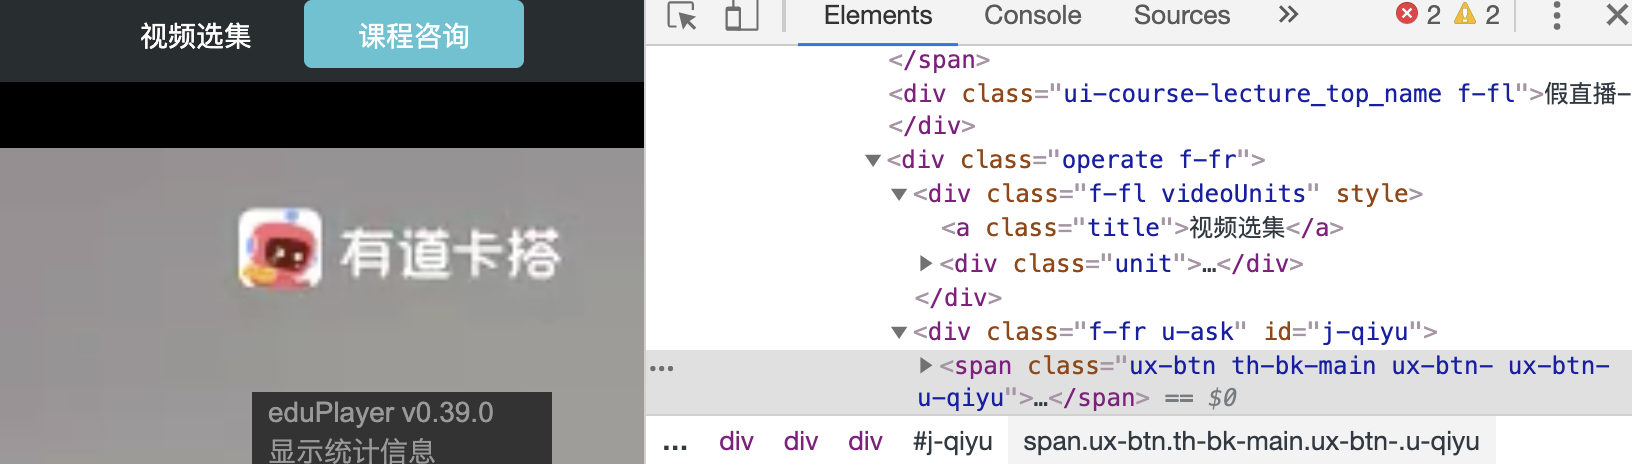 视频选集
课程咨询
有道卡搭
eduPlayer v0.39.0
显示统计信息
Elements Console Sources » 2 2
</span>
<div class="ui-course-lecture_top_name f-fl">假直播-
</div>
▼<div class="operate f-fr">
▼<div class="f-fl videoUnits" style>
<a class="title">视频选集</a>
▶<div class="unit">…</div>
</div>
▼<div class="f-fr u-ask" id="j-qiyu">
▶<span class="ux-btn th-bk-main ux-btn- ux-btn-
u-qiyu">…</span> == $0
... div div div #j-qiyu span.ux-btn.th-bk-main.ux-btn-.u-qiyu